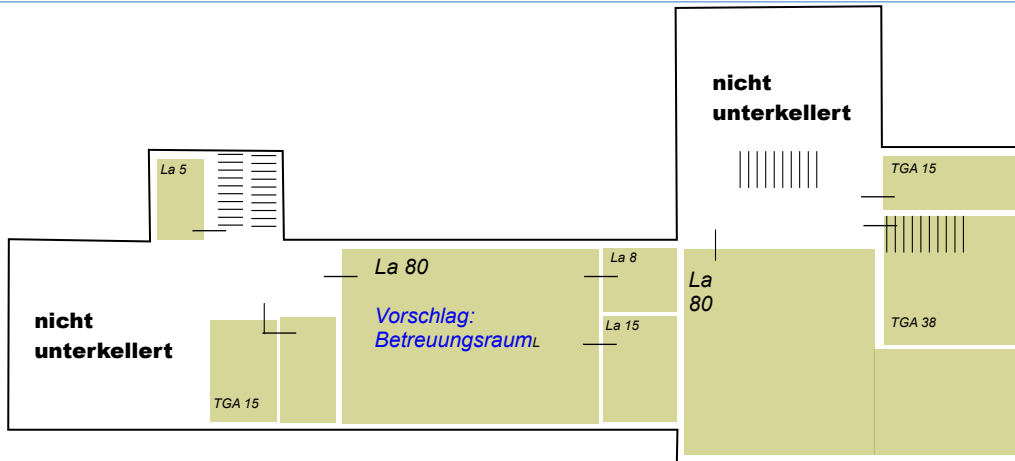 nicht
unterkellert
La 5
TGA 15
La 80
La 8
La
80
Vorschlag:
BetreuungsraumL
La 15
TGA 38
nicht
unterkellert
TGA 15